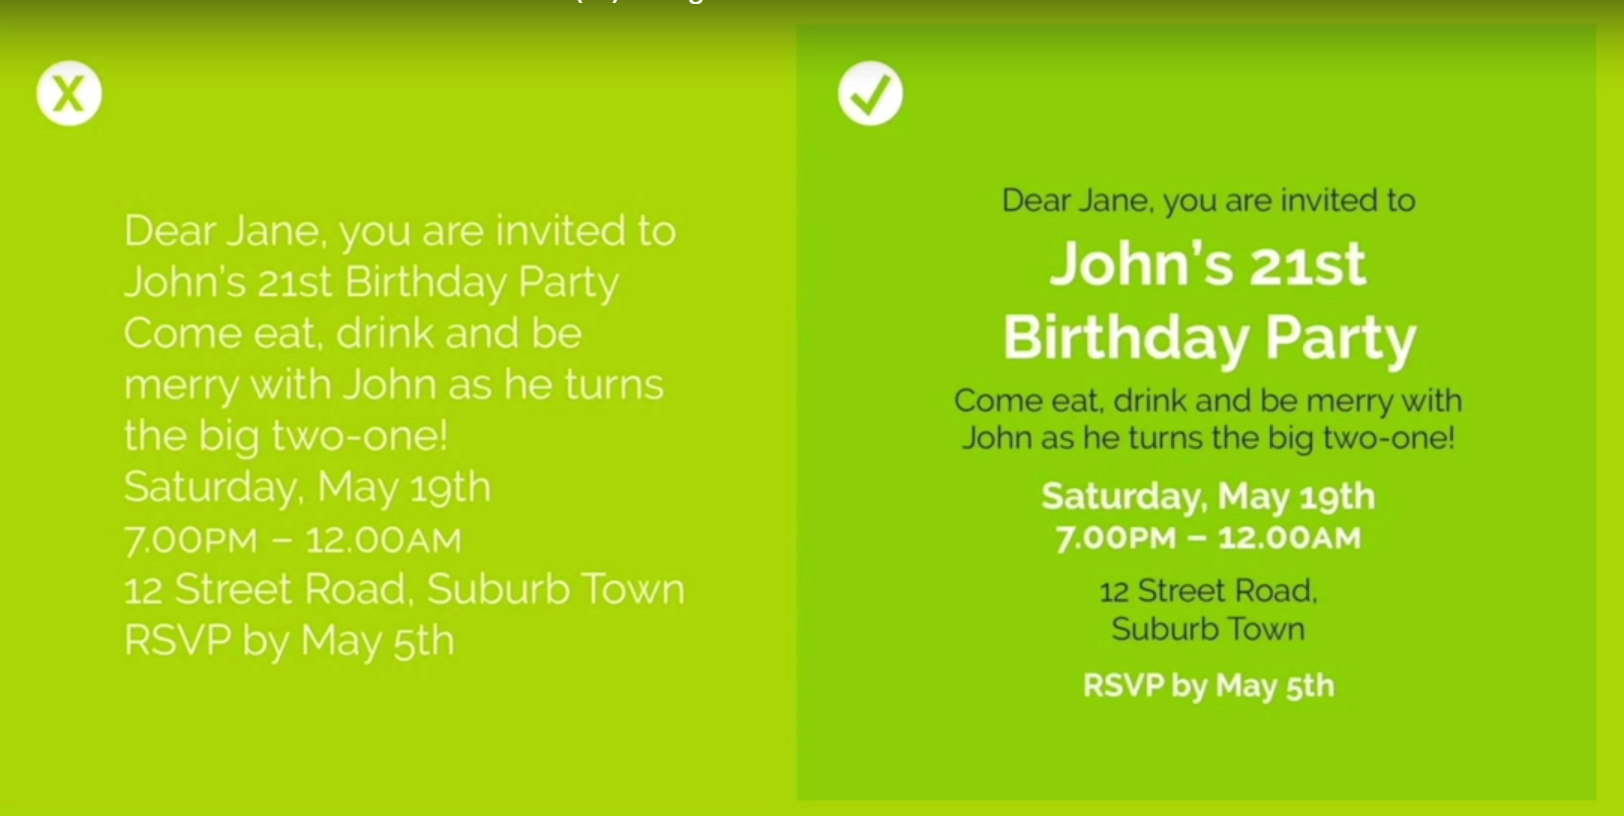 X
Dear Jane, you are invited to
John's 21st Birthday Party
Come eat, drink and be
merry with John as he turns
the big two-one!
Saturday, May 19th
7.00PM – 12.00AM
12 Street Road, Suburb Town
RSVP by May 5th
Dear Jane, you are invited to
John's 21st
Birthday Party
Come eat, drink and be merry with
John as he turns the big two-one!
Saturday, May 19th
7.00PM – 12.00AM
12 Street Road,
Suburb Town
RSVP by May 5th